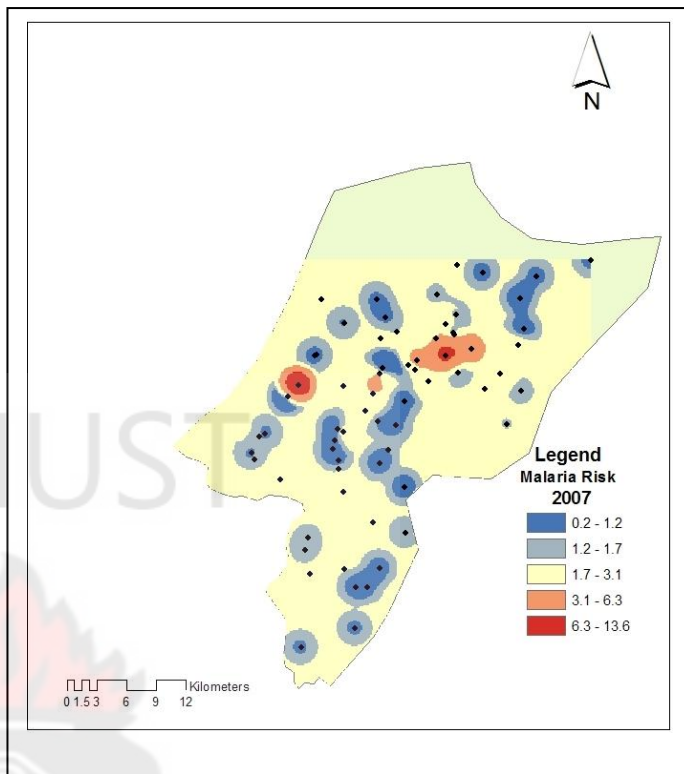 N
UST
Legend
Malaria Risk
2007
0.2 - 1.2
1.2 - 1.7
1.7 - 3.1
3.1 - 6.3
6.3 - 13.6
Kilometers
0 1.5 3 6 9 12